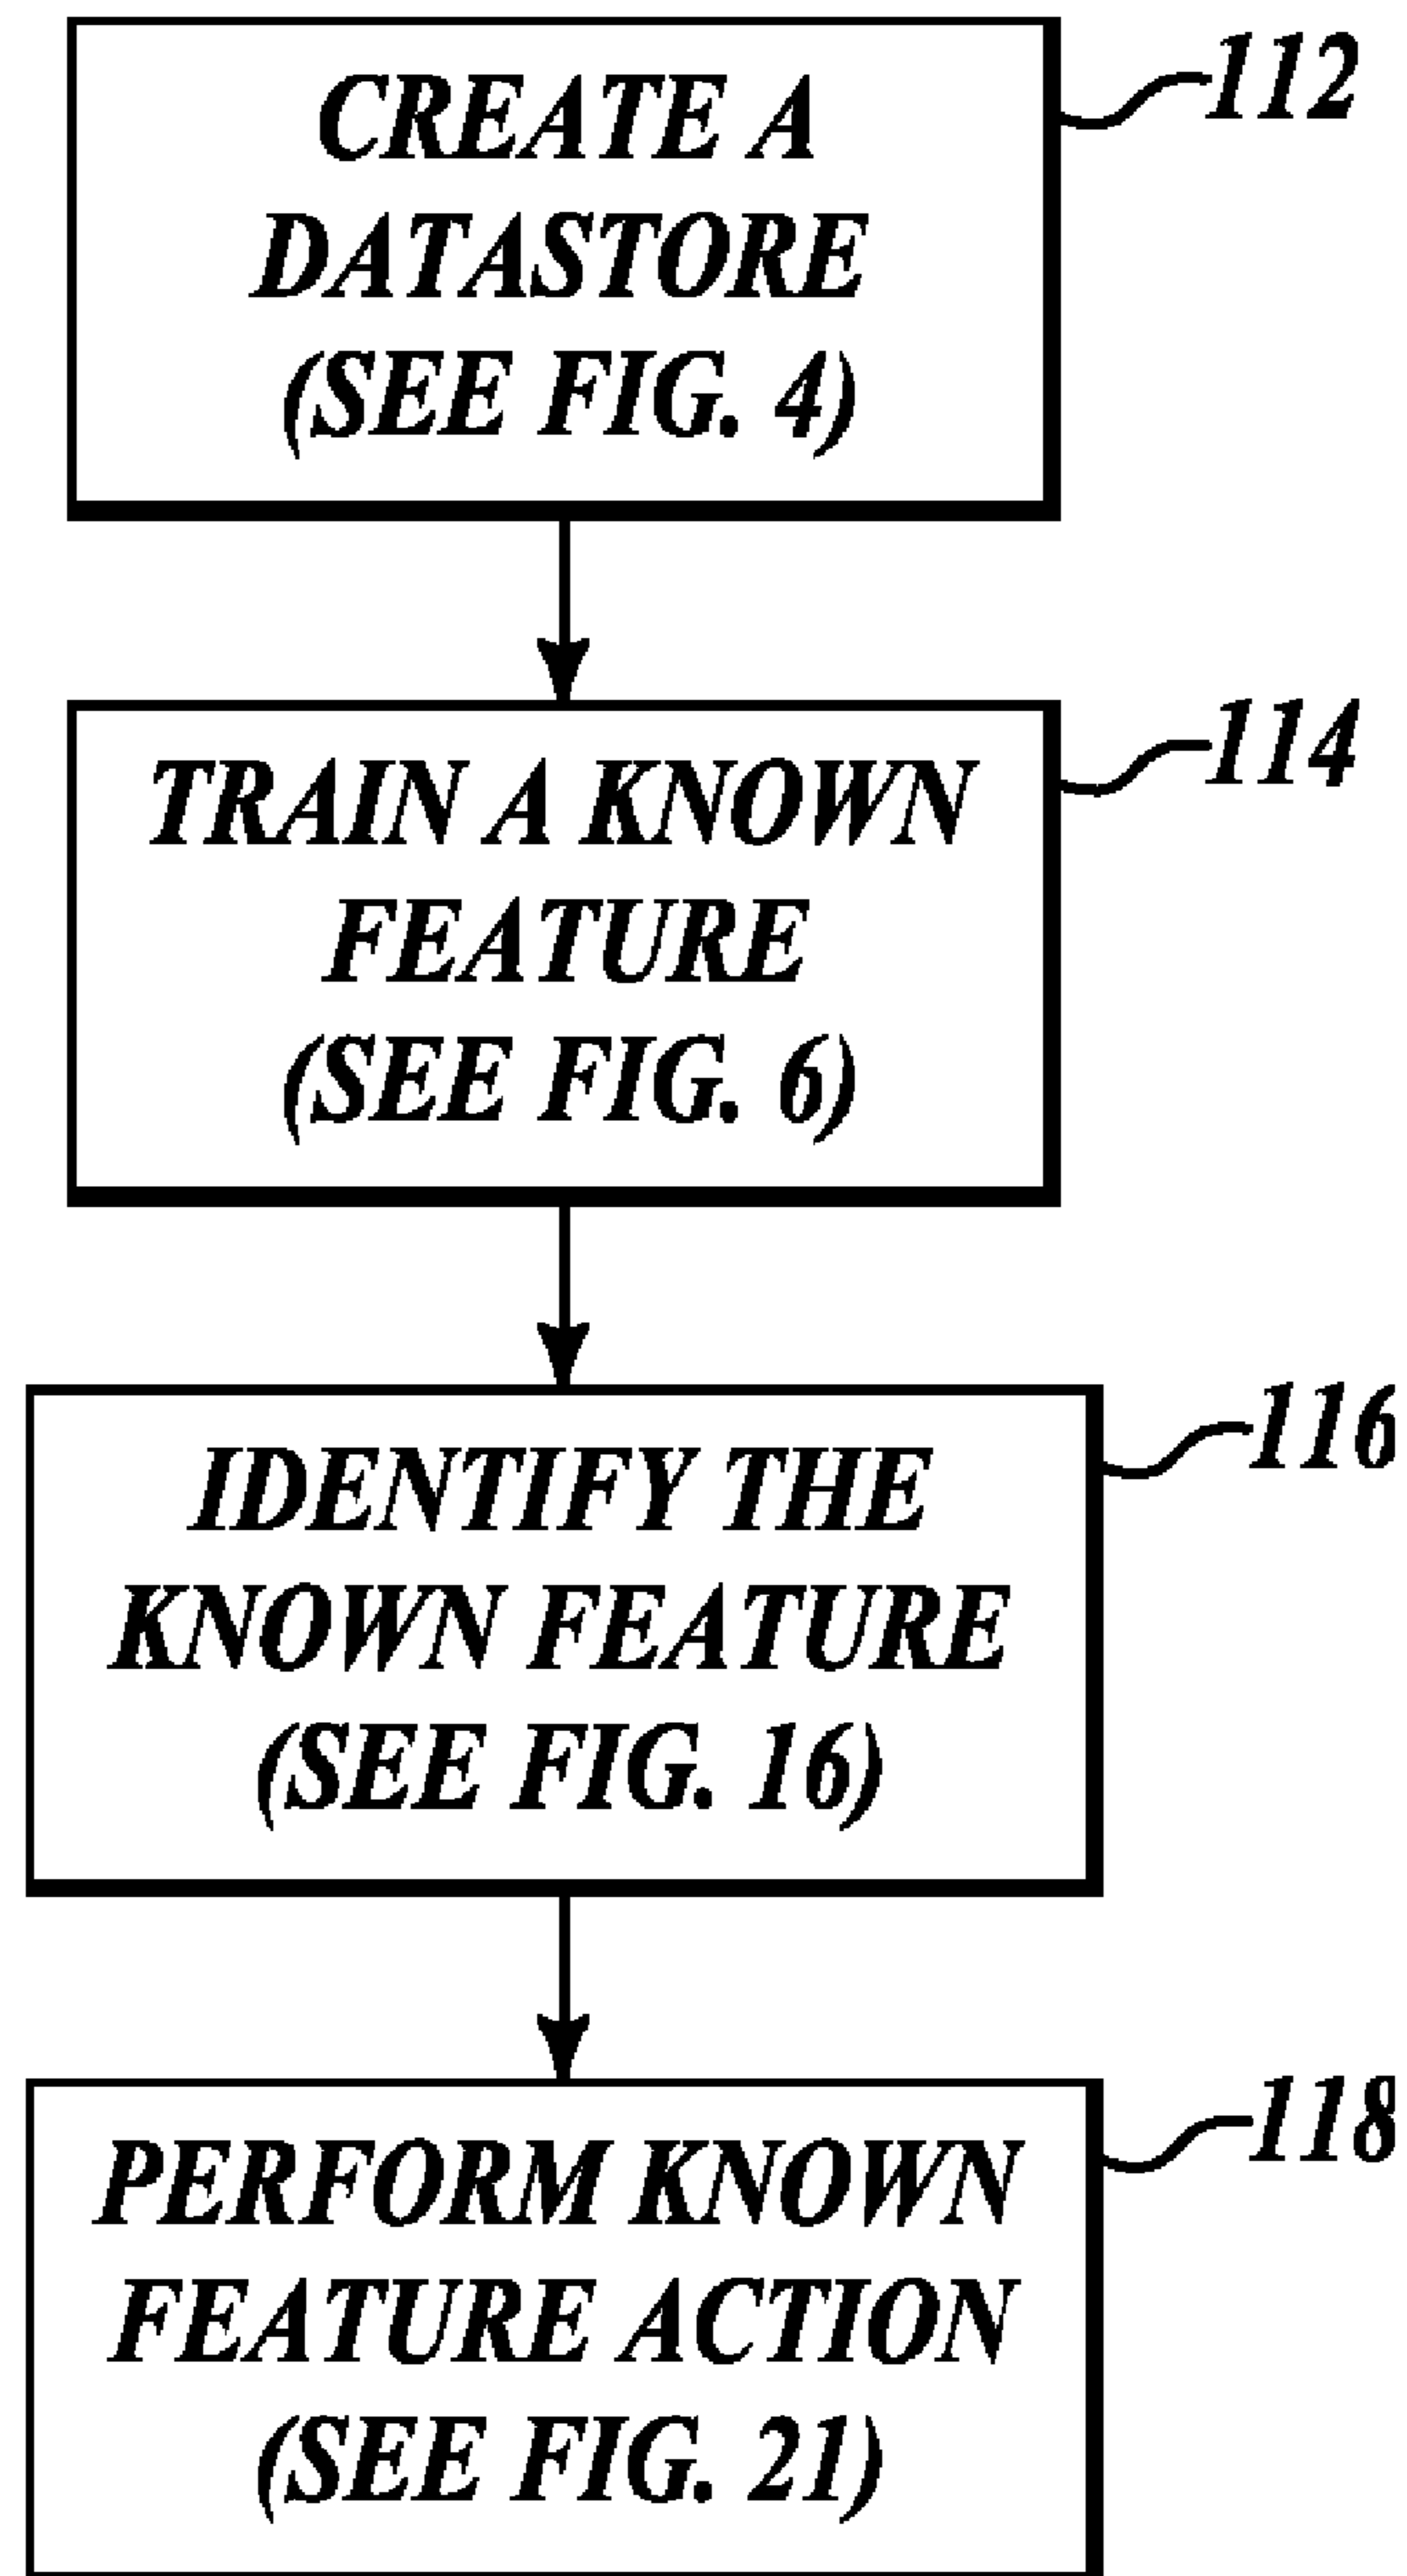 CREATE A
DATASTORE
(SEE FIG. 4)
112
TRAIN A KNOWN
FEATURE
(SEE FIG. 6)
114
IDENTIFY THE
KNOWN FEATURE
(SEE FIG. 16)
116
PERFORM KNOWN
FEATURE ACTION
(SEE FIG. 21)
118